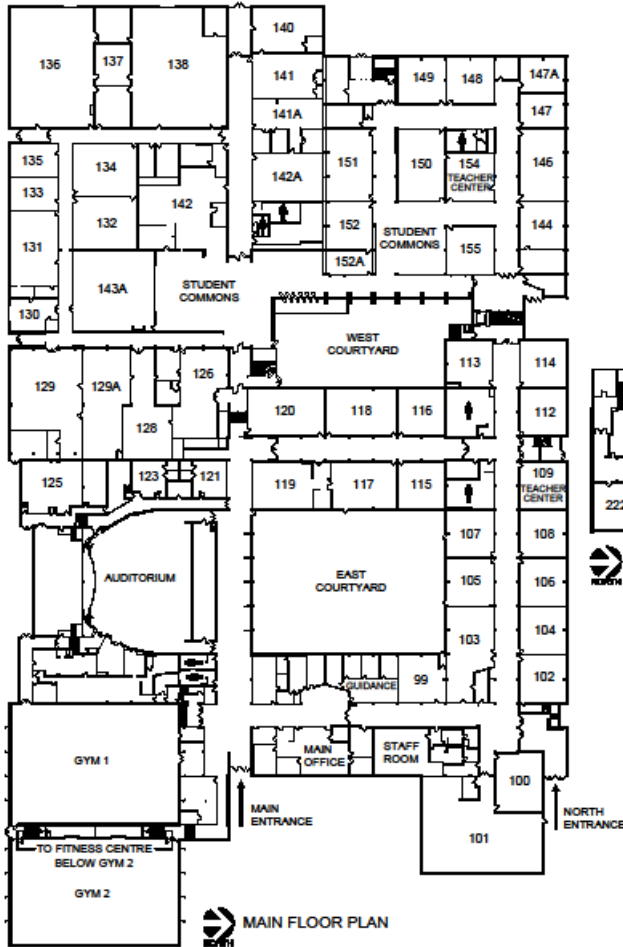 140
136
137
138
141
149
148
147A
141A
147
135
134
151
150
154
TEACHER
CENTER
146
133
142
142A
132
131
152
STUDENT
COMMONS
144
155
152A
143A
STUDENT
COMMONS
130
WEST
COURTYARD
113
114
129
129A
126
120
118
116
112
128
109
TEACHER
CENTER
125
123
121
119
117
115
222
NORTH
107
108
AUDITORIUM
EAST
COURTYARD
105
106
103
104
GUIDANCE
99
102
GYM 1
MAIN
OFFICE
STAFF
ROOM
100
MAIN
ENTRANCE
NORTH
ENTRANCE
101
TO FITNESS CENTRE
BELOW GYM 2
GYM 2
NORTH
MAIN FLOOR PLAN